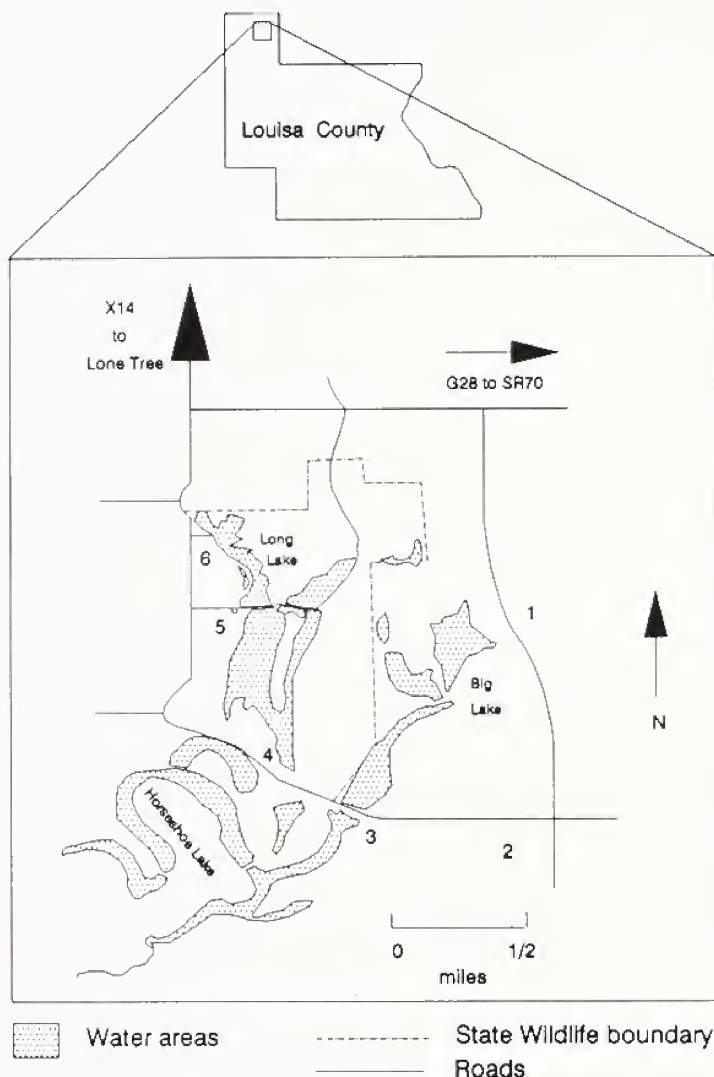 Louisa County
X14
to
Lone Tree
G28 to SR70
Long
Lake
6
5
1
Big
Lake
N
4
Horseshoe Lake
3
2
0 1/2
miles
Water areas
State Wildlife boundary
Roads